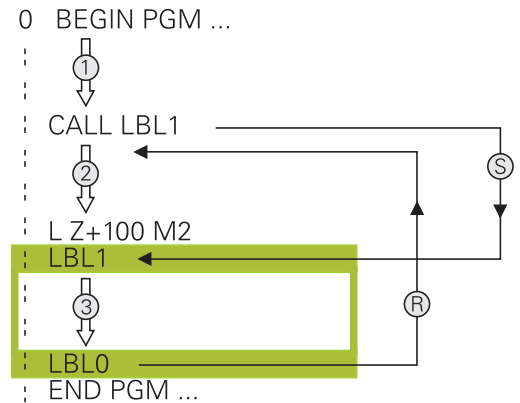 0 BEGIN PGM ...
1
CALL LBL1
S
2
L Z+100 M2
LBL1
3
R
LBL0
END PGM ...